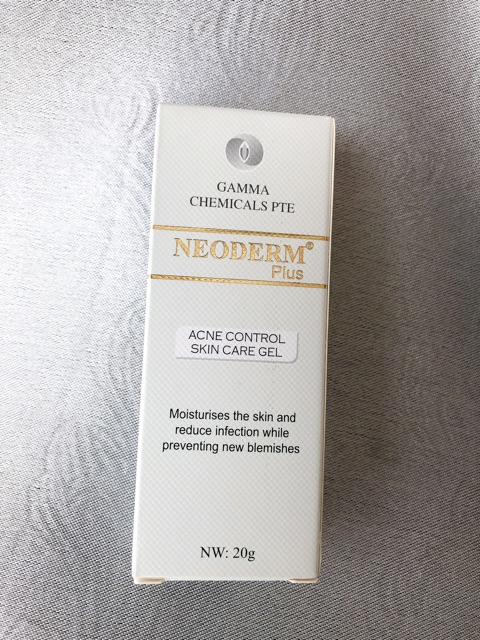 GAMMA
CHEMICALS PTE
NEODERM®
Plus
ACNE CONTROL
SKIN CARE GEL
Moisturises the skin and
reduce infection while
preventing new blemishes
NW: 20g